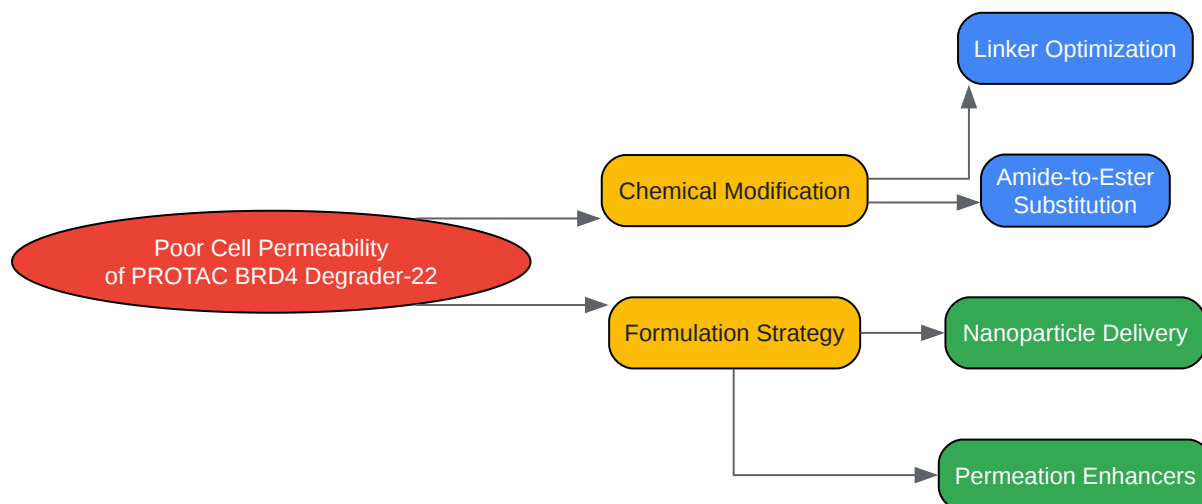 Linker Optimization
Chemical Modification
Amide-to-Ester
Substitution
Poor Cell Permeability
of PROTAC BRD4 Degrader-22
Formulation Strategy
Nanoparticle Delivery
Permeation Enhancers